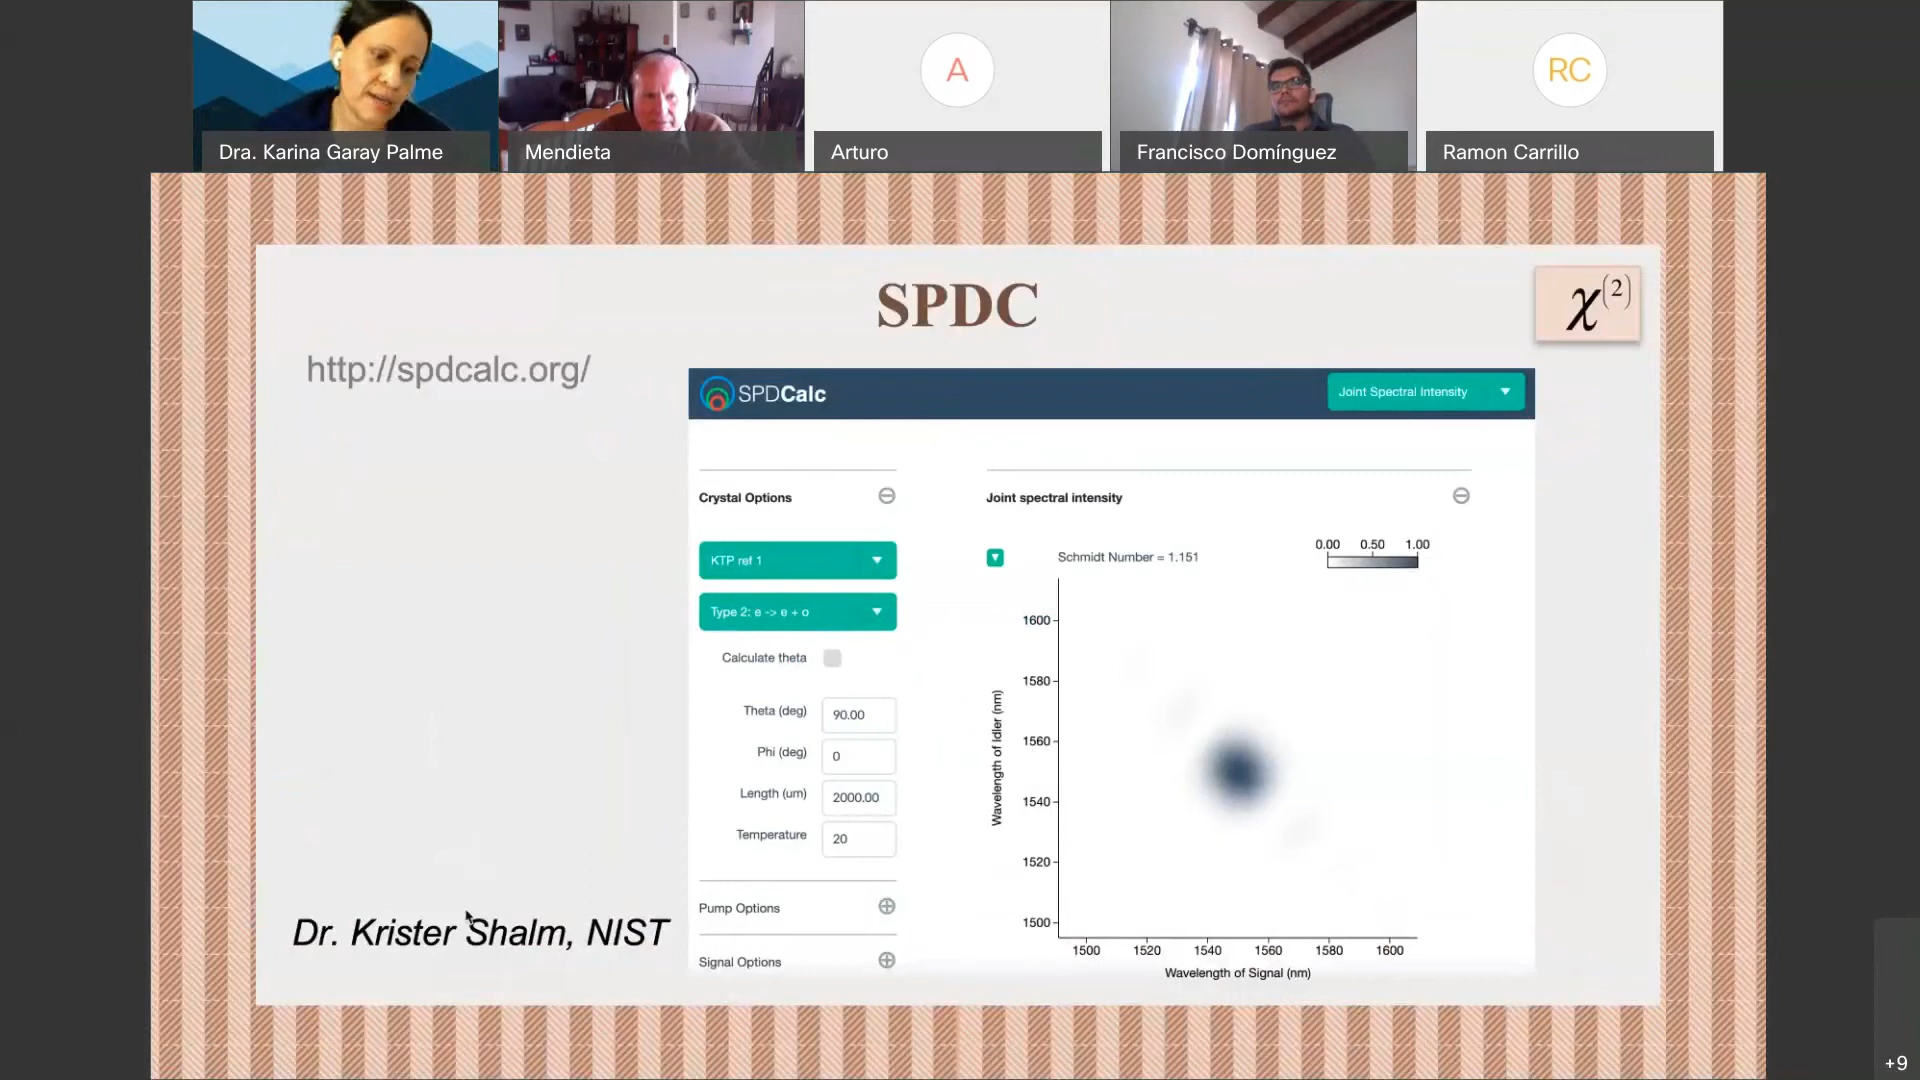 Dra. Karina Garay Palme
Mendieta
A
Arturo
Francisco Domínguez
RC
Ramon Carrillo
SPDC
χ(2)
http://spdcalc.org/
SPDCalc
Joint Spectral Intensity
Crystal Options
Joint spectral intensity
KTP ref 1
Schmidt Number = 1.151
0.00 0.50 1.00
Type 2: e -> e + o
Calculate theta
Theta (deg) 90.00
Phi (deg) 0
Length (um) 2000.00
Temperature 20
Pump Options
Signal Options
Wavelength of Idler (nm)
1600
1580
1560
1540
1520
1500
1500 1520 1540 1560 1580 1600
Wavelength of Signal (nm)
Dr. Krister Shalm, NIST
+9